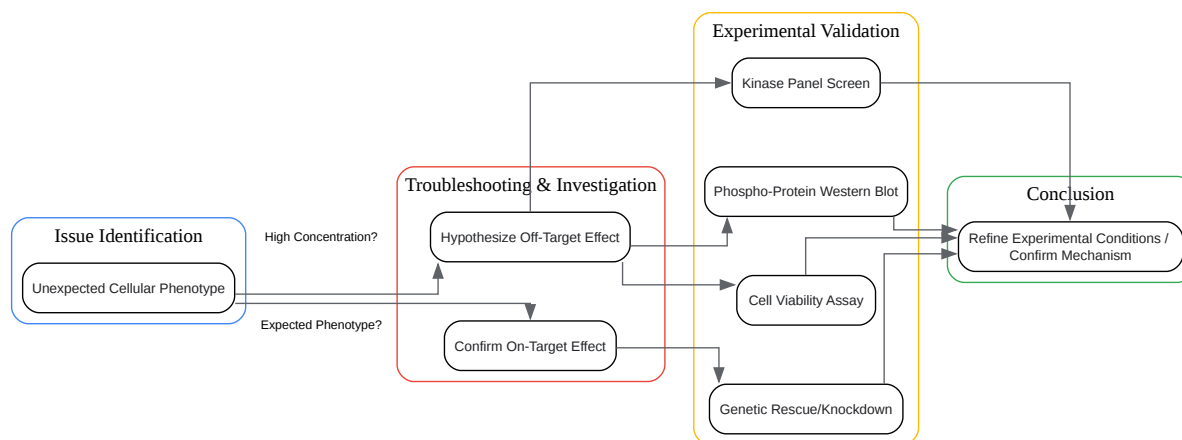 Issue Identification
Unexpected Cellular Phenotype
High Concentration?
Expected Phenotype?
Troubleshooting & Investigation
Hypothesize Off-Target Effect
Confirm On-Target Effect
Experimental Validation
Kinase Panel Screen
Phospho-Protein Western Blot
Cell Viability Assay
Genetic Rescue/Knockdown
Conclusion
Refine Experimental Conditions /
Confirm Mechanism